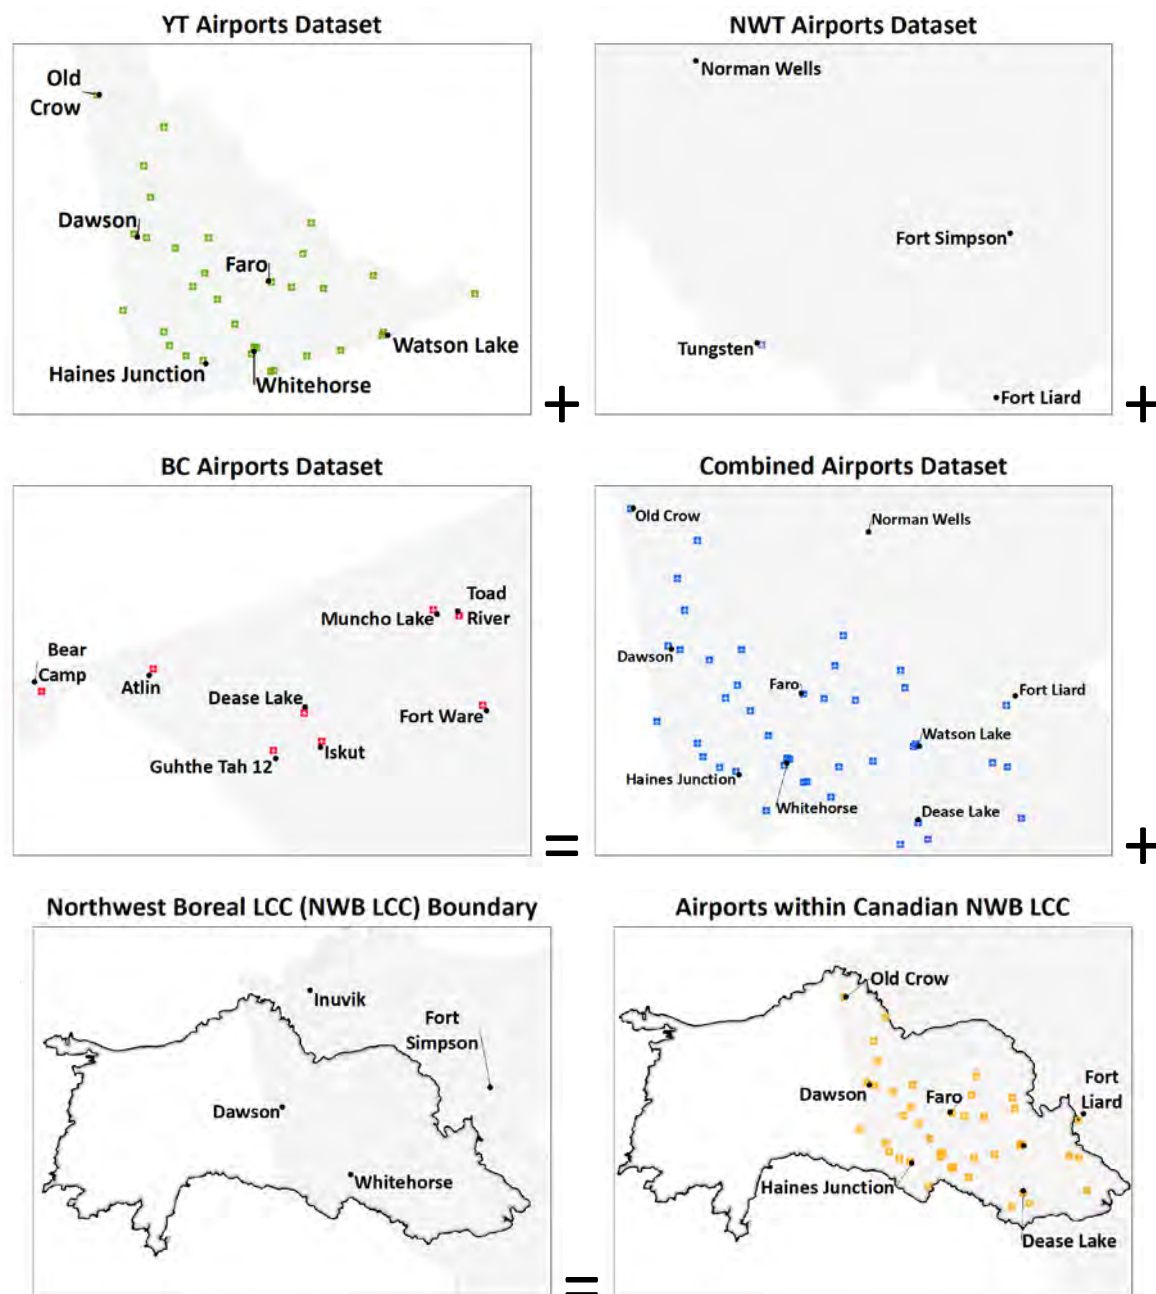 YT Airports Dataset
Old
Crow
Dawson
Faro
Watson Lake
Haines Junction
Whitehorse
+
NWT Airports Dataset
Norman Wells
Fort Simpson
Tungsten
Fort Liard
+
BC Airports Dataset
Bear
Camp
Atlin
Dease Lake
Guhthe Tah 12
Iskut
Muncho Lake
Toad
River
Fort Ware
=
Combined Airports Dataset
Old Crow
Norman Wells
Dawson
Faro
Fort Liard
Watson Lake
Haines Junction
Whitehorse
Dease Lake
+
Northwest Boreal LCC (NWB LCC) Boundary
Inuvik
Fort
Simpson
Dawson
Whitehorse
=
Airports within Canadian NWB LCC
Old Crow
Dawson
Faro
Fort
Liard
Haines Junction
Dease Lake